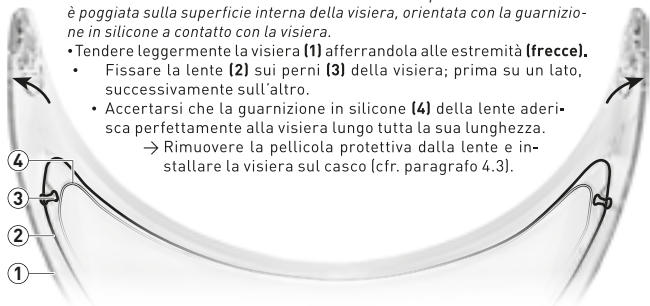 è poggiata sulla superficie interna della visiera, orientata con la guarnizio-
ne in silicone a contatto con la visiera.
• Tendere leggermente la visiera (1) afferrandola alle estremità (frecce).
• Fissare la lente (2) sui perni (3) della visiera; prima su un lato,
successivamente sull'altro.
• Accertarsi che la guarnizione in silicone (4) della lente aderi-
sca perfettamente alla visiera lungo tutta la sua lunghezza.
→ Rimuovere la pellicola protettiva dalla lente e in-
stallare la visiera sul casco (cfr. paragrafo 4.3).
4
3
2
1